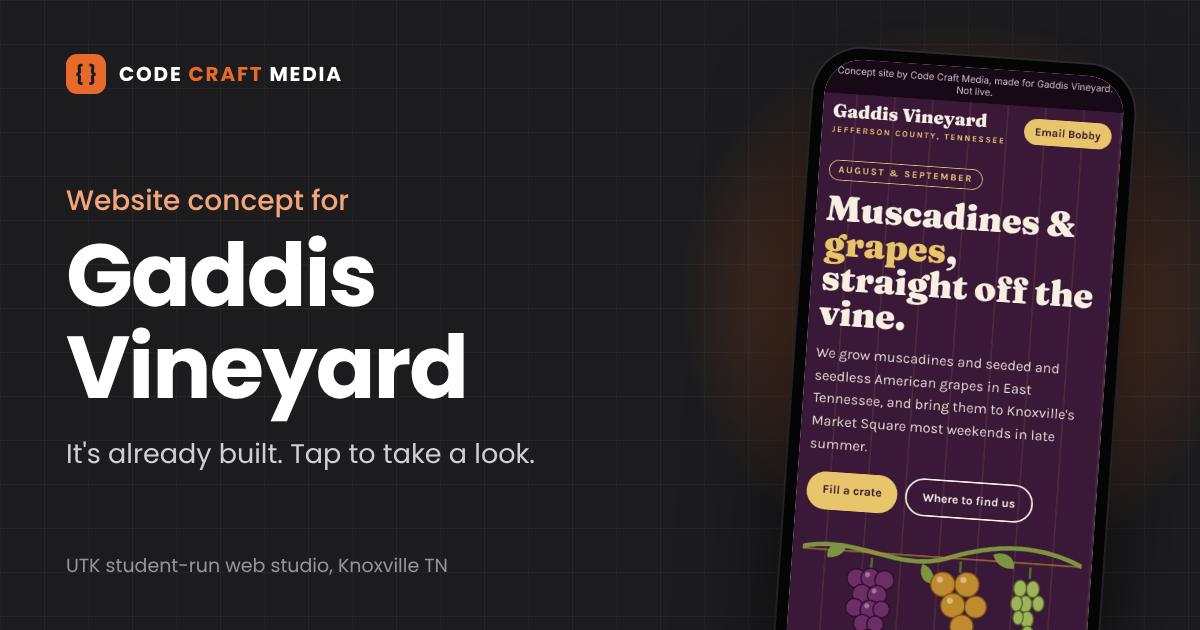 { } CODE CRAFT MEDIA
Website concept for
Gaddis
Vineyard
It's already built. Tap to take a look.
UTK student-run web studio, Knoxville TN
Concept site by Code Craft Media, made for Gaddis Vineyard.
Not live.
Gaddis Vineyard
JEFFERSON COUNTY, TENNESSEE
Email Bobby
AUGUST & SEPTEMBER
Muscadines &
grapes,
straight off the
vine.
We grow muscadines and seeded and
seedless American grapes in East
Tennessee, and bring them to Knoxville's
Market Square most weekends in late
summer.
Fill a crate
Where to find us